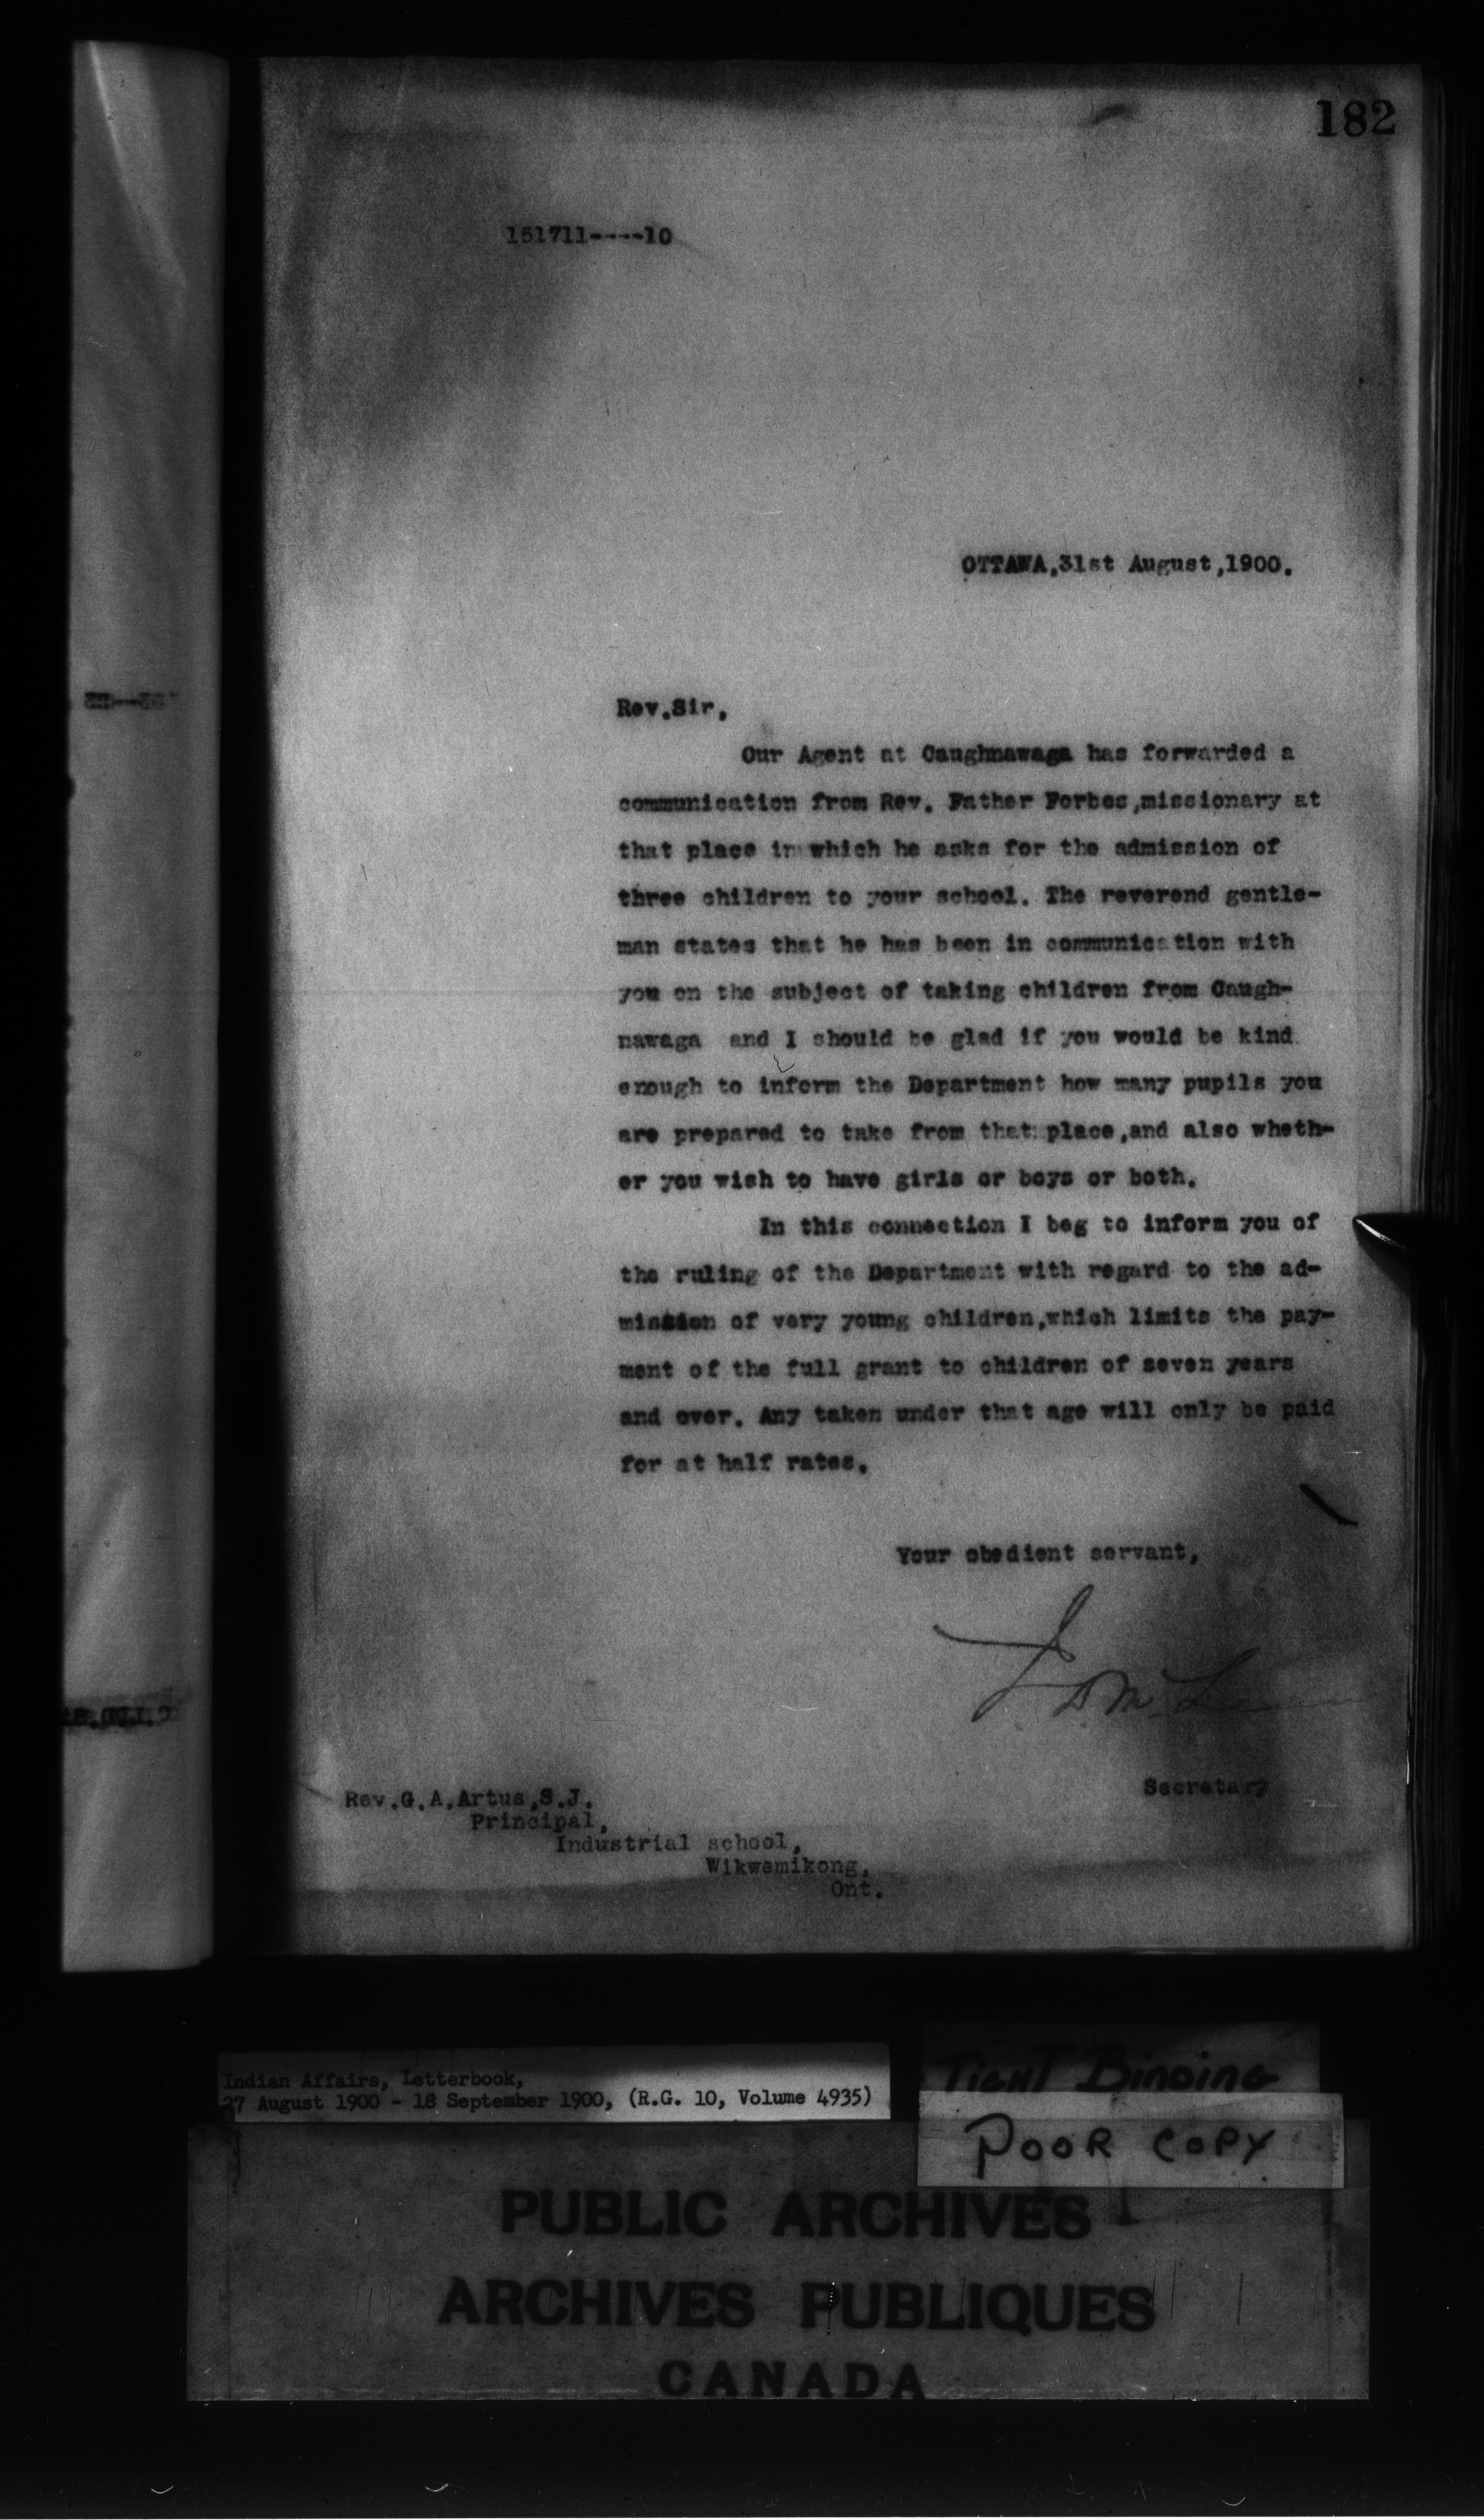 182
151711----10
OTTAWA,31st August,1900.
Rev.Sir,
Our Agent at Caughnawaga has forwarded a
communication from Rev. Father Forbes,missionary at
that place in which he asks for the admission of
three children to your school. The reverend gentle-
man states that he has been in communication with
you on the subject of taking children from Caugh-
nawaga and I should be glad if you would be kind
enough to inform the Department how many pupils you
are prepared to take from that place,and also wheth-
er you wish to have girls or boys or both.
In this connection I beg to inform you of
the ruling of the Department with regard to the ad-
mission of very young children,which limits the pay-
ment of the full grant to children of seven years
and over. Any taken under that age will only be paid
for at half rates.
Your obedient servant,
J D McLean
Secretary
Rev.G.A.Artus,S.J.
Principal,
Industrial school,
Wikwemikong,
Ont.
Indian Affairs, Letterbook,
27 August 1900 - 18 September 1900, (R.G. 10, Volume 4935)
TIGHT BINDING
POOR COPY
PUBLIC ARCHIVES
ARCHIVES PUBLIQUES
CANADA